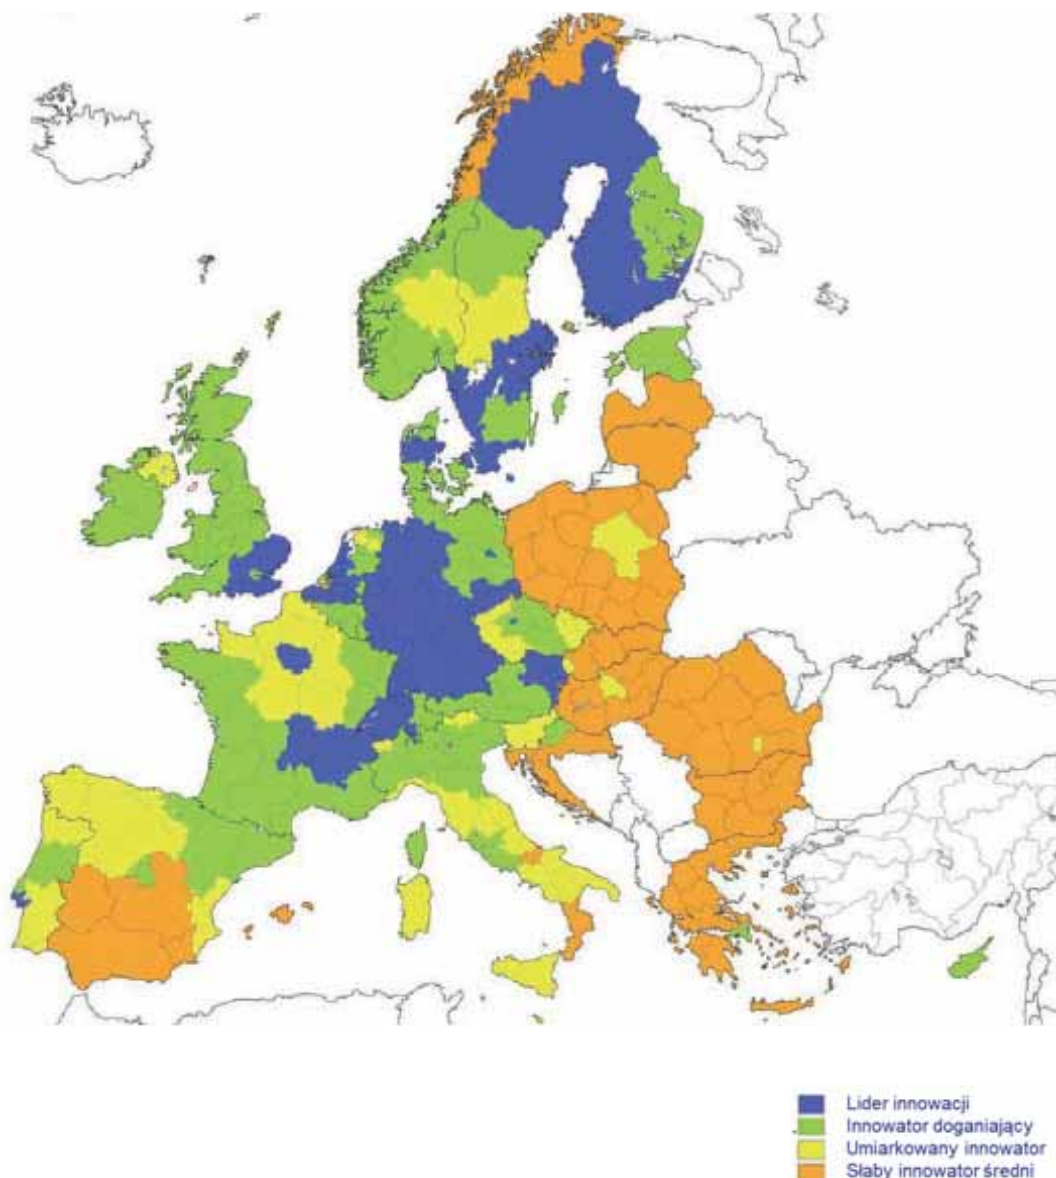 Lider innowacji
Innowator doganiający
Umiarkowany innowator
Słaby innowator średni